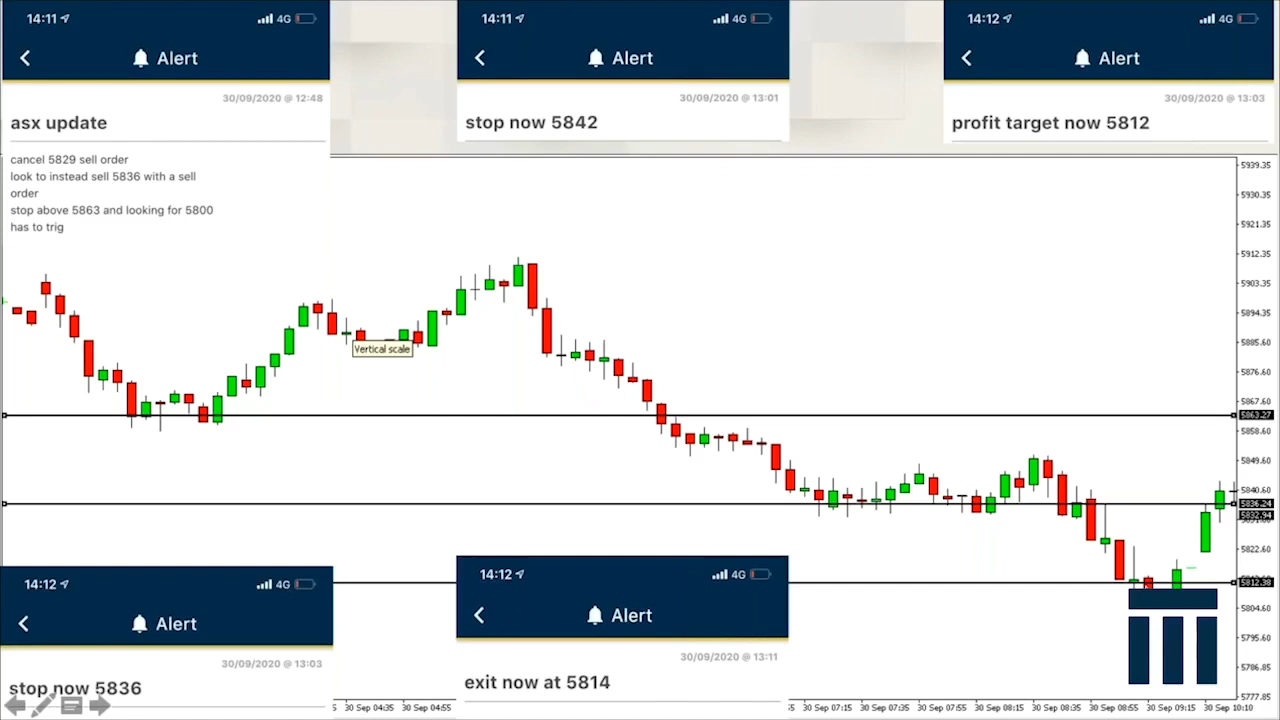 14:11
4G
Alert
30/09/2020 @ 12:48
asx update
cancel 5829 sell order
look to instead sell 5836 with a sell
order
stop above 5863 and looking for 5800
has to trig
14:11
4G
Alert
30/09/2020 @ 13:01
stop now 5842
14:12
4G
Alert
30/09/2020 @ 13:03
profit target now 5812
Vertical scale
5939.35
5930.35
5921.35
5912.35
5903.35
5894.35
5885.60
5876.60
5867.60
5863.27
5858.60
5849.60
5840.60
5836.24
5832.94
5822.60
5812.38
5804.60
5795.60
5786.85
5777.85
14:12
4G
Alert
30/09/2020 @ 13:03
stop now 5836
14:12
4G
Alert
30/09/2020 @ 13:11
exit now at 5814
30 Sep 04:35
30 Sep 04:55
30 Sep 07:15
30 Sep 07:35
30 Sep 07:55
30 Sep 08:15
30 Sep 08:35
30 Sep 08:55
30 Sep 09:15
30 Sep 10:10